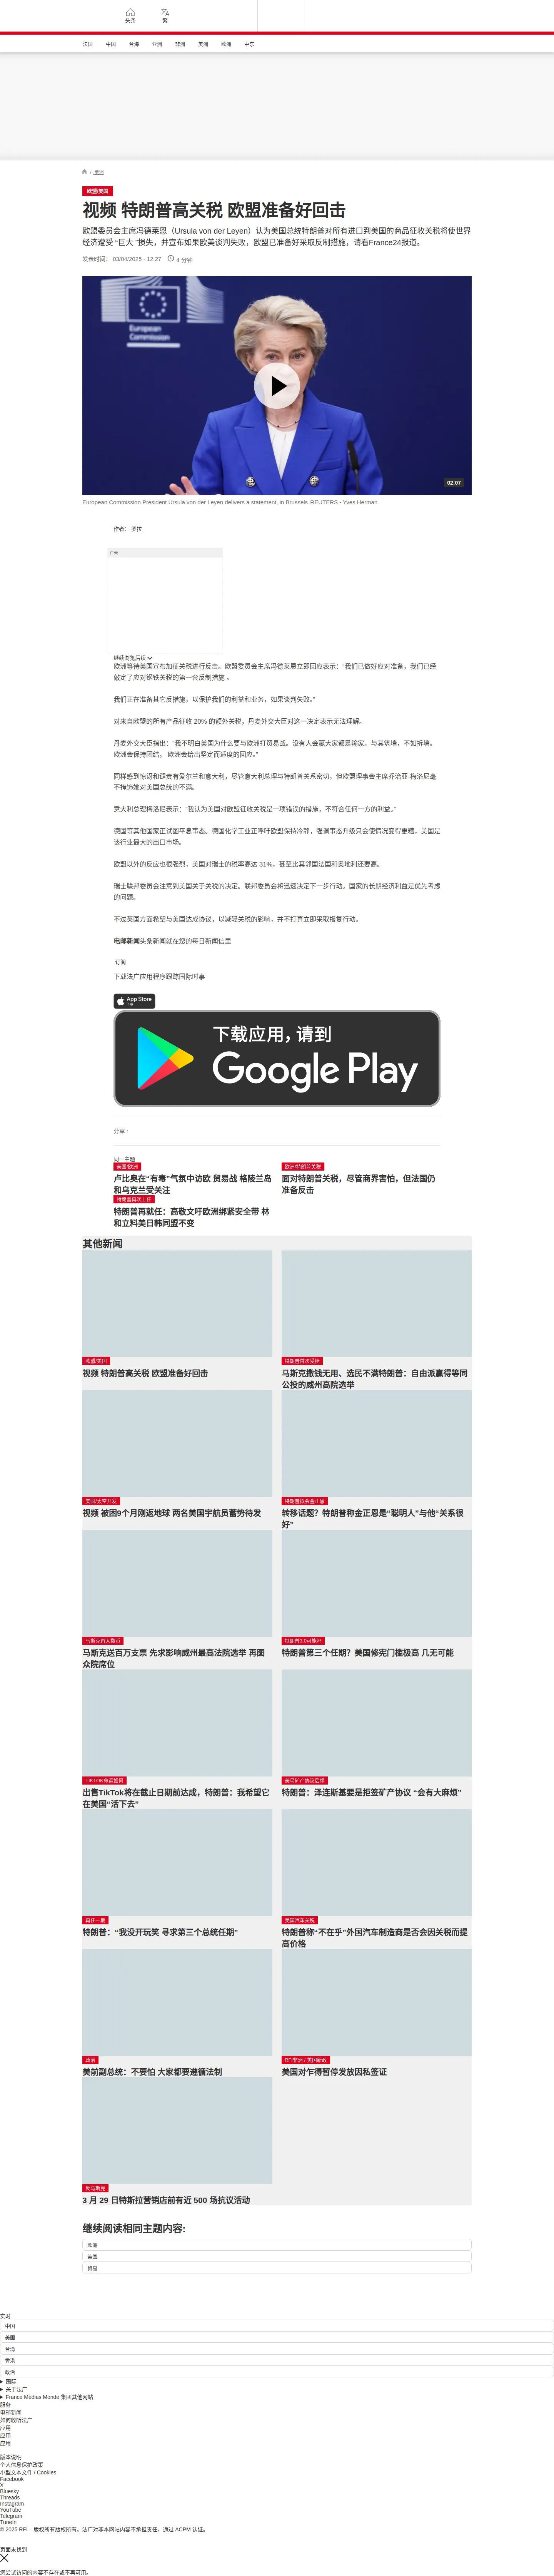 头条
繁
法国 中国 台海 亚洲 非洲 美洲 欧洲 中东
/ 美洲
欧盟/美国
视频 特朗普高关税 欧盟准备好回击
欧盟委员会主席冯德莱恩（Ursula von der Leyen）认为美国总统特朗普对所有进口到美国的商品征收关税将使世界
经济遭受 “巨大 ”损失，并宣布如果欧美谈判失败，欧盟已准备好采取反制措施，请看France24报道。
发表时间： 03/04/2025 - 12:27 4 分钟
European
Commission
02:07
European Commission President Ursula von der Leyen delivers a statement, in Brussels REUTERS - Yves Herman
作者： 罗拉
广告
继续浏览后续
欧洲等待美国宣布加征关税进行反击。欧盟委员会主席冯德莱恩立即回应表示：“我们已做好应对准备，我们已经
敲定了应对钢铁关税的第一套反制措施 。
我们正在准备其它反措施，以保护我们的利益和业务，如果谈判失败。”
对来自欧盟的所有产品征收 20% 的额外关税，丹麦外交大臣对这一决定表示无法理解。
丹麦外交大臣指出：“我不明白美国为什么要与欧洲打贸易战。没有人会赢大家都是输家。与其筑墙，不如拆墙。
欧洲会保持团结， 欧洲会给出坚定而适度的回应。”
同样感到惊讶和谴责有爱尔兰和意大利，尽管意大利总理与特朗普关系密切，但欧盟理事会主席乔治亚-梅洛尼毫
不掩饰她对美国总统的不满。
意大利总理梅洛尼表示：“我认为美国对欧盟征收关税是一项错误的措施，不符合任何一方的利益。”
德国等其他国家正试图平息事态。德国化学工业正呼吁欧盟保持冷静，强调事态升级只会使情况变得更糟，美国是
该行业最大的出口市场。
欧盟以外的反应也很强烈，美国对瑞士的税率高达 31%，甚至比其邻国法国和奥地利还要高。
瑞士联邦委员会注意到美国关于关税的决定。联邦委员会将迅速决定下一步行动。国家的长期经济利益是优先考虑
的问题。
不过英国方面希望与美国达成协议，以减轻关税的影响，并不打算立即采取报复行动。
电邮新闻头条新闻就在您的每日新闻信里
订阅
下载法广应用程序跟踪国际时事
App Store
下载
下载应用，请到
Google Play
分享 :
同一主题
美国/欧洲
卢比奥在“有毒”气氛中访欧 贸易战 格陵兰岛
和乌克兰受关注
欧洲/特朗普关税
面对特朗普关税，尽管商界害怕，但法国仍
准备反击
特朗普再次上任
特朗普再就任：高敬文吁欧洲绑紧安全带 林
和立料美日韩同盟不变
其他新闻
欧盟/美国
视频 特朗普高关税 欧盟准备好回击
特朗普首次受挫
马斯克撒钱无用、选民不满特朗普：自由派赢得等同
公投的威州高院选举
美国/太空开发
视频 被困9个月刚返地球 两名美国宇航员蓄势待发
特朗普拟会金正恩
转移话题？特朗普称金正恩是“聪明人”与他“关系很
好”
马斯克再大撒币
马斯克送百万支票 先求影响威州最高法院选举 再图
众院席位
特朗普3.0可能吗
特朗普第三个任期？美国修宪门槛极高 几无可能
TIKTOK命运如何
出售TikTok将在截止日期前达成，特朗普：我希望它
在美国“活下去”
美乌矿产协议后续
特朗普：泽连斯基要是拒签矿产协议 “会有大麻烦”
再任一期
特朗普：“我没开玩笑 寻求第三个总统任期”
美国汽车关税
特朗普称“不在乎”外国汽车制造商是否会因关税而提
高价格
政治
美前副总统：不要怕 大家都要遵循法制
RFI非洲 / 美国新政
美国对乍得暂停发放因私签证
反马斯克
3 月 29 日特斯拉营销店前有近 500 场抗议活动
继续阅读相同主题内容:
欧洲
美国
贸易
实时
中国
美国
台湾
香港
政治
国际
关于法广
France Médias Monde 集团其他网站
服务
电邮新闻
如何收听法广
应用
应用
应用
版本说明
个人信息保护政策
小型文本文件 / Cookies
Facebook
X
Bluesky
Threads
Instagram
YouTube
Telegram
TuneIn
© 2025 RFI – 版权所有版权所有。法广对非本网站内容不承担责任。通过 ACPM 认证。
页面未找到
您尝试访问的内容不存在或不再可用。